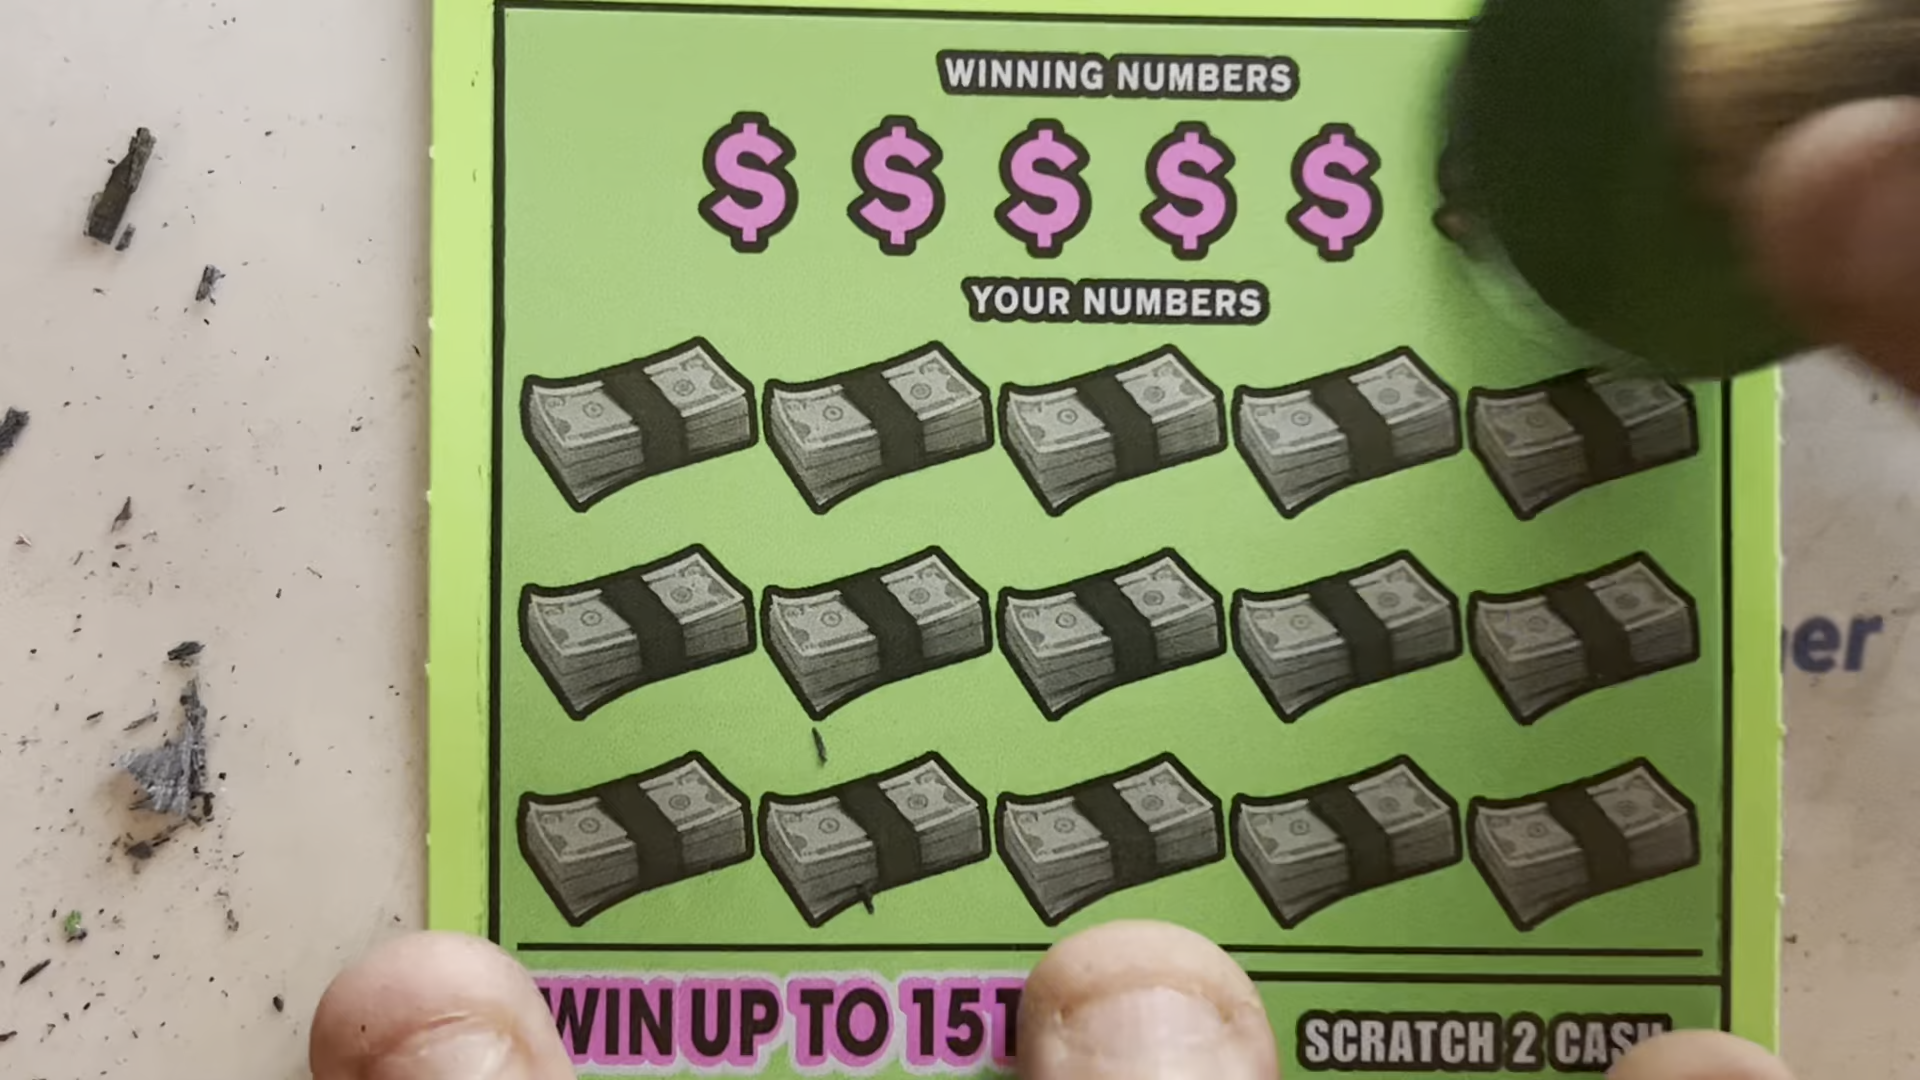 WINNING NUMBERS
$ $ $ $ $
YOUR NUMBERS
WIN UP TO 15
SCRATCH 2 CASH